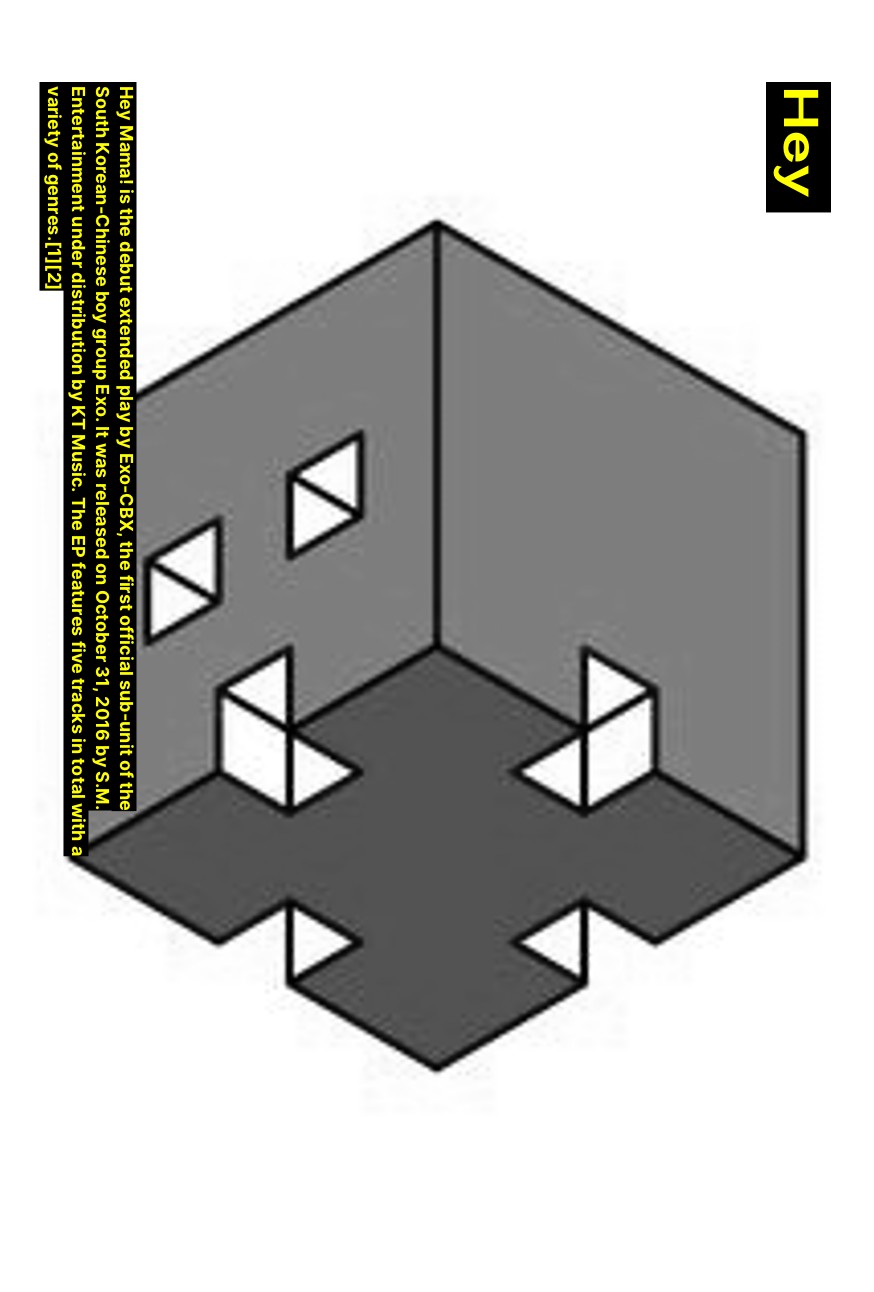 Hey
Hey Mama! is the debut extended play by Exo-CBX, the first official sub-unit of the
South Korean-Chinese boy group Exo. It was released on October 31, 2016 by S.M.
Entertainment under distribution by KT Music. The EP features five tracks in total with a
variety of genres.[1][2]